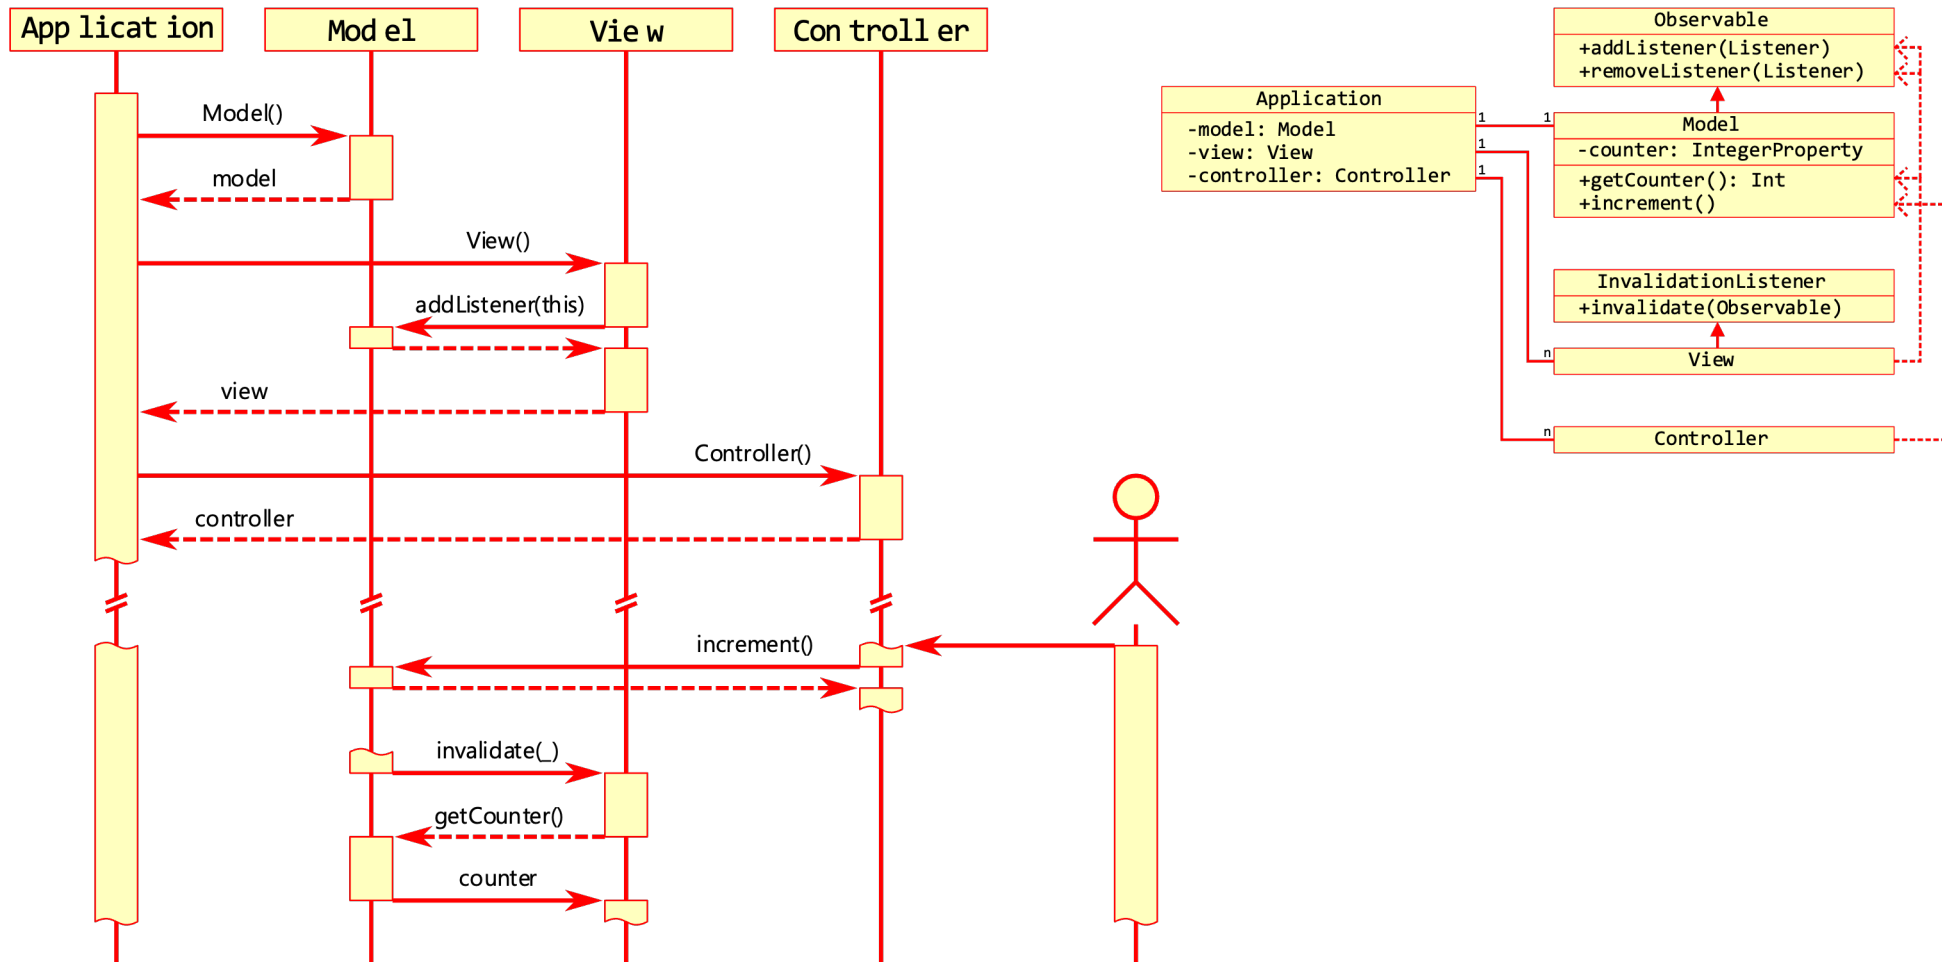 Application
Model
View
Controller
Model()
model
View()
addListener(this)
view
Controller()
controller
increment()
invalidate(_)
getCounter()
counter
Application
-model: Model
-view: View
-controller: Controller
1
1
1
1
n
n
Observable
+addListener(Listener)
+removeListener(Listener)
Model
-counter: IntegerProperty
+getCounter(): Int
+increment()
InvalidationListener
+invalidate(Observable)
View
Controller